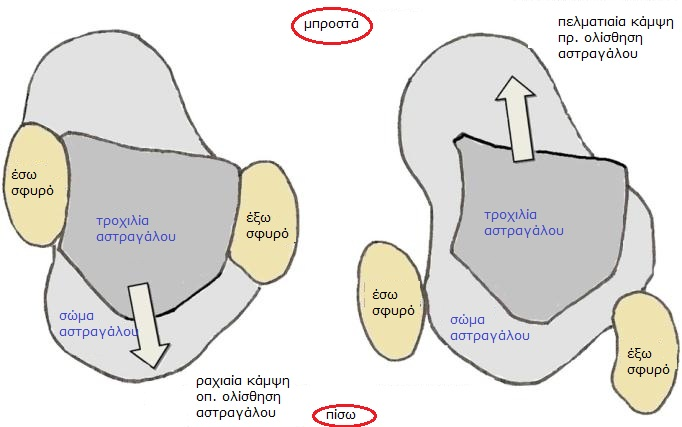 μπροστά
πελματιαία κάμψη
πρ. ολίσθηση
αστραγάλου
έσω
σφυρό
τροχιλία
αστραγάλου
έξω
σφυρό
σώμα
αστραγάλου
ραχιαία κάμψη
οπ. ολίσθηση
αστραγάλου
τροχιλία
αστραγάλου
έσω
σφυρό
σώμα
αστραγάλου
έξω
σφυρό
πίσω